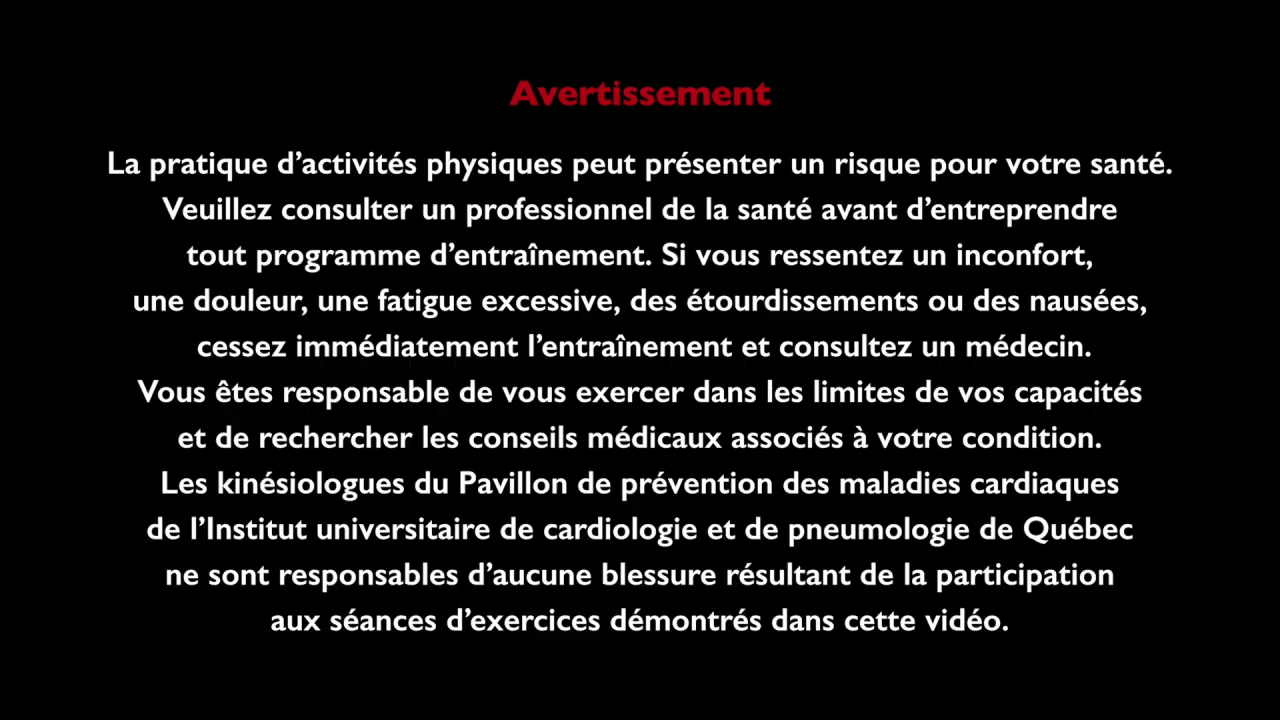 Avertissement
La pratique d’activités physiques peut présenter un risque pour votre santé.
Veuillez consulter un professionnel de la santé avant d’entreprendre
tout programme d’entraînement. Si vous ressentez un inconfort,
une douleur, une fatigue excessive, des étourdissements ou des nausées,
cessez immédiatement l’entraînement et consultez un médecin.
Vous êtes responsable de vous exercer dans les limites de vos capacités
et de rechercher les conseils médicaux associés à votre condition.
Les kinésiologues du Pavillon de prévention des maladies cardiaques
de l’Institut universitaire de cardiologie et de pneumologie de Québec
ne sont responsables d’aucune blessure résultant de la participation
aux séances d’exercices démontrés dans cette vidéo.